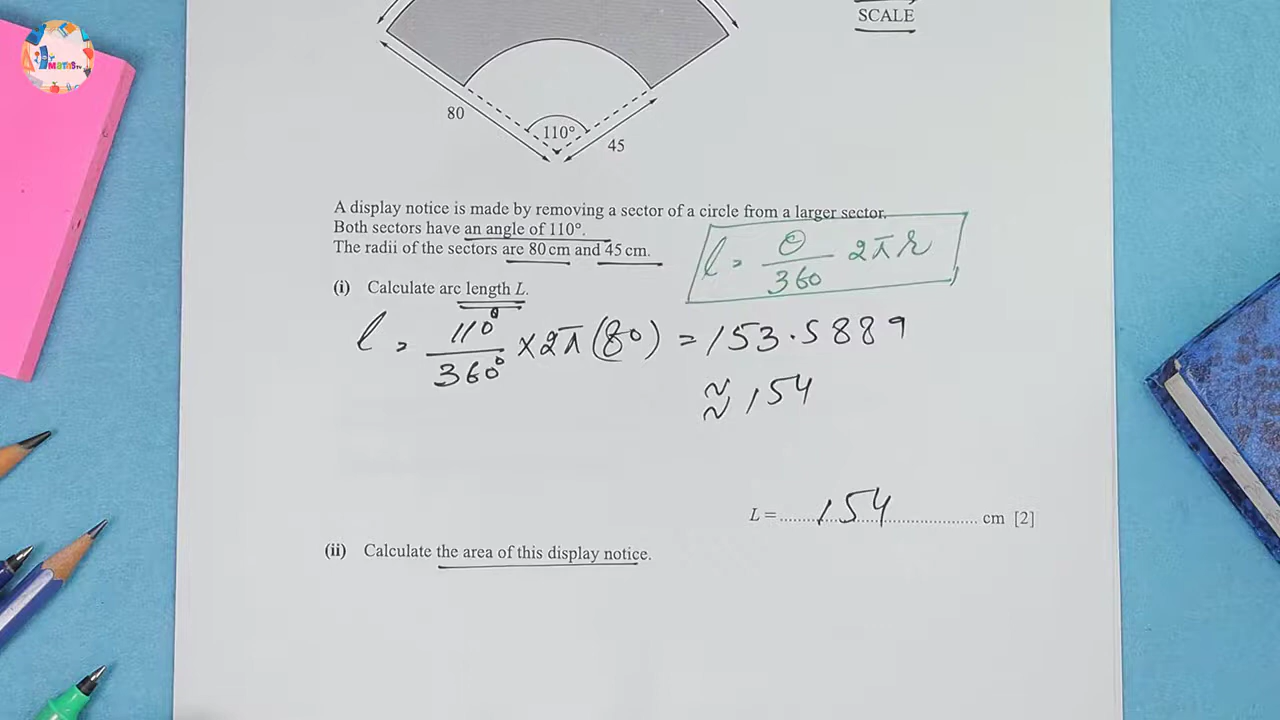 SCALE
MATHS TV
80
110°
45
A display notice is made by removing a sector of a circle from a larger sector.
Both sectors have an angle of 110°.
The radii of the sectors are 80 cm and 45 cm.
l = θ/360 2πr
(i) Calculate arc length L.
l = 110°/360° × 2π(80) = 153.5889
≈ 154
L = ......154...... cm [2]
(ii) Calculate the area of this display notice.